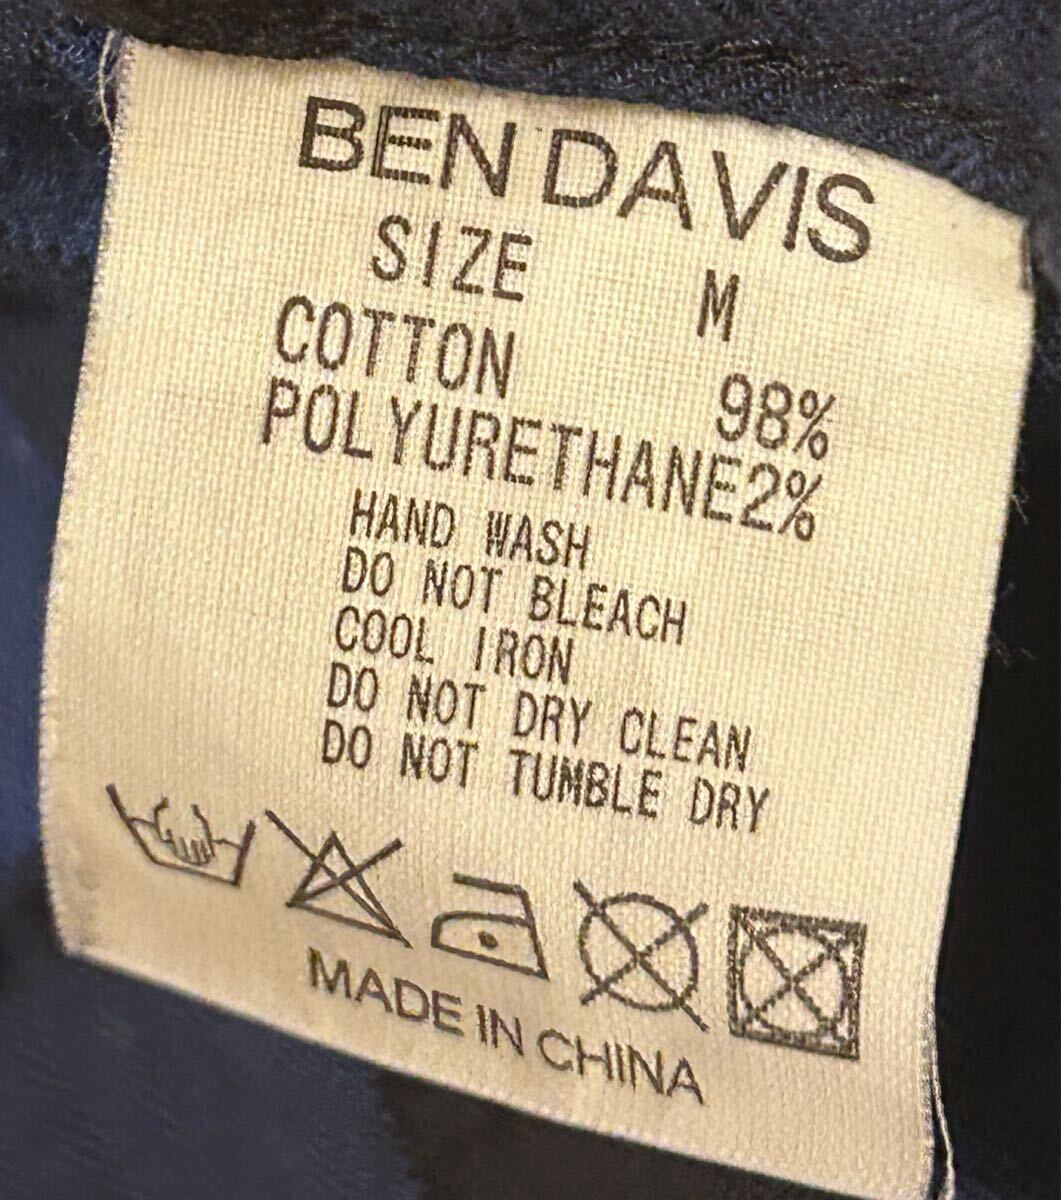 BEN DAVIS
SIZE M
COTTON 98%
POLYURETHANE2%
HAND WASH
DO NOT BLEACH
COOL IRON
DO NOT DRY CLEAN
DO NOT TUMBLE DRY
MADE IN CHINA